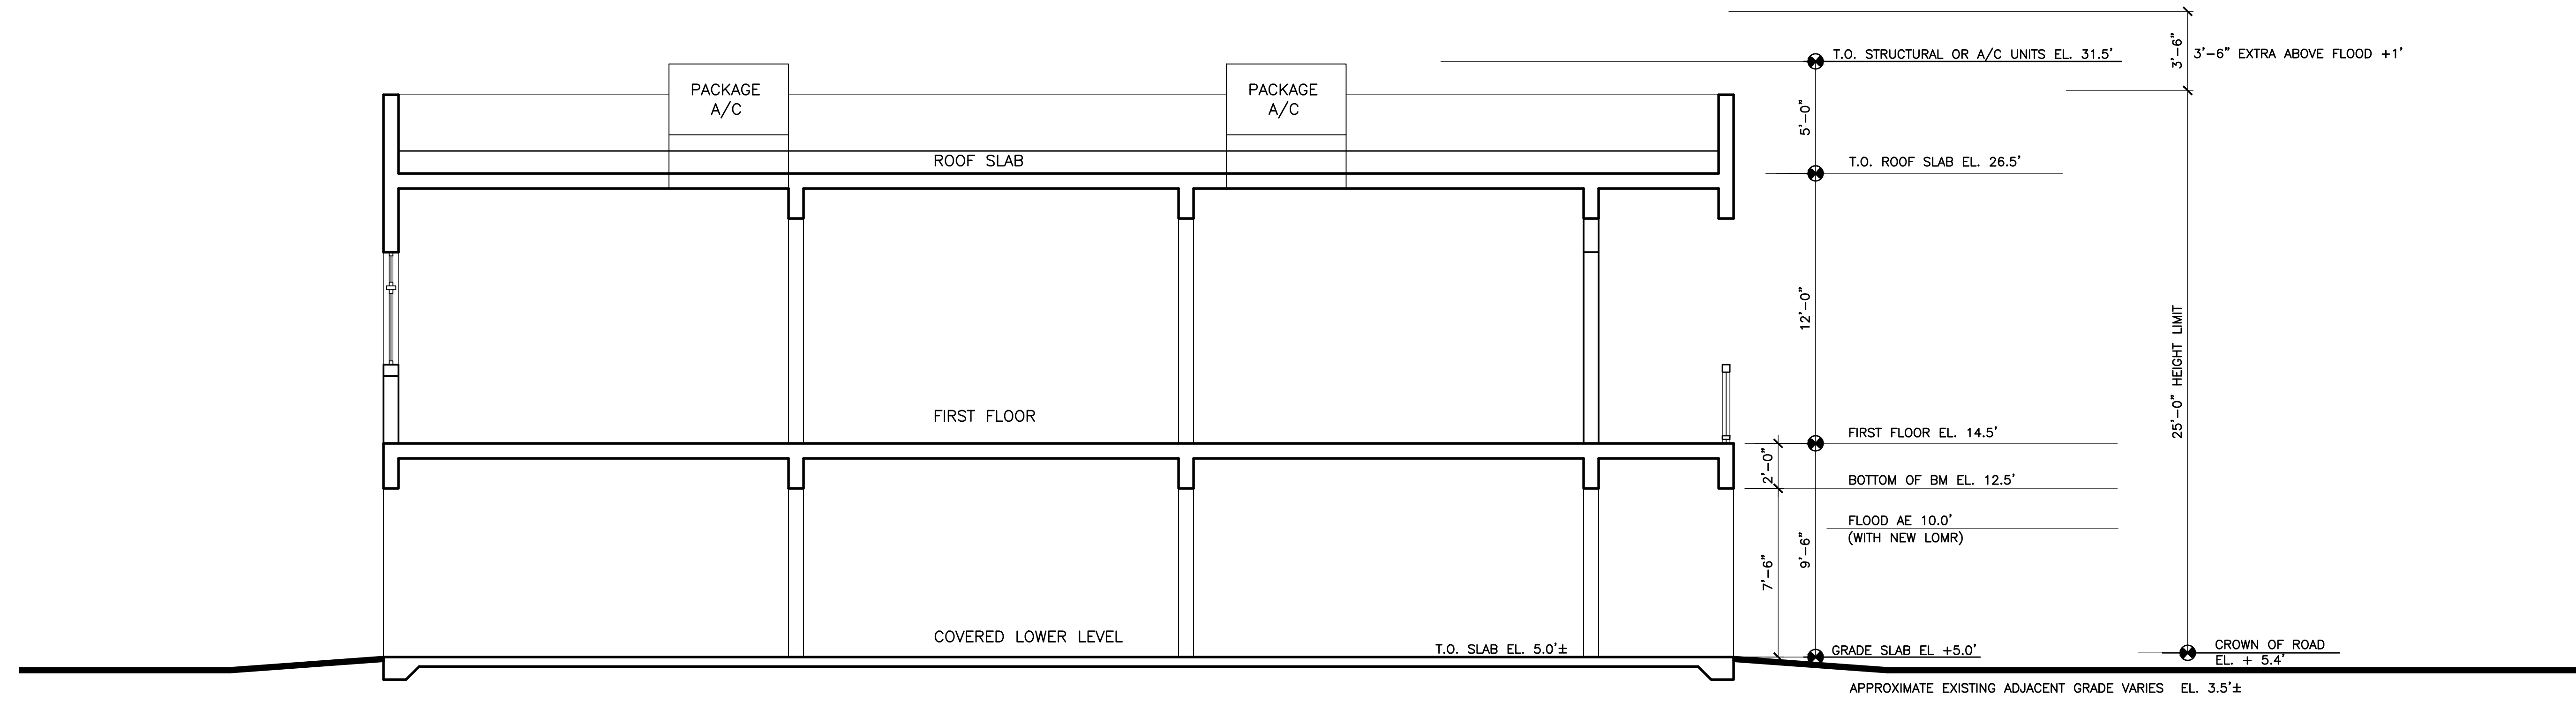 3'-6"
3'-6" EXTRA ABOVE FLOOD +1'
T.O. STRUCTURAL OR A/C UNITS EL. 31.5'
PACKAGE
A/C
PACKAGE
A/C
5'-0"
ROOF SLAB
T.O. ROOF SLAB EL. 26.5'
12'-0"
25'-0" HEIGHT LIMIT
FIRST FLOOR
FIRST FLOOR EL. 14.5'
2'-0"
BOTTOM OF BM EL. 12.5'
FLOOD AE 10.0'
(WITH NEW LOMR)
9'-6"
7'-6"
COVERED LOWER LEVEL
T.O. SLAB EL. 5.0'±
GRADE SLAB EL +5.0'
CROWN OF ROAD
EL. + 5.4'
APPROXIMATE EXISTING ADJACENT GRADE VARIES EL. 3.5'±